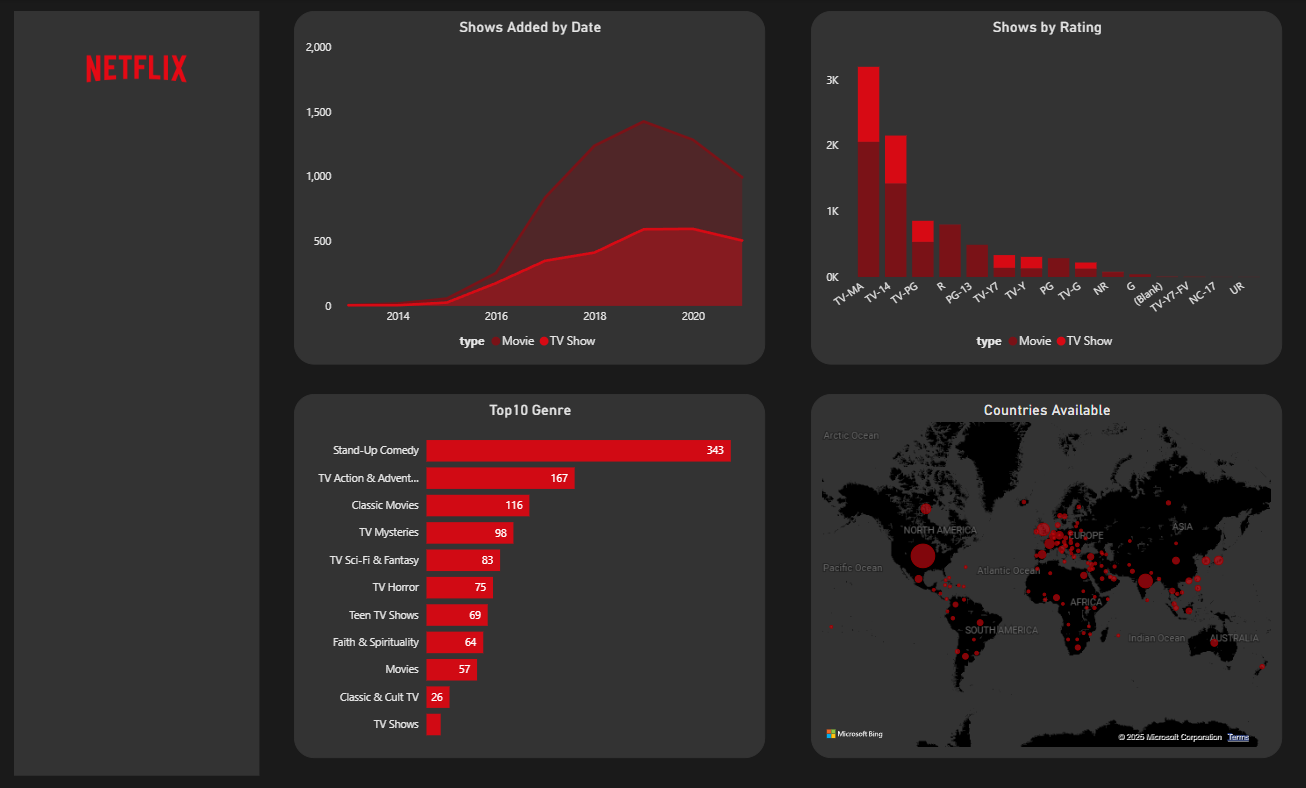 NETFLIX
Shows Added by Date
2,000
1,500
1,000
500
0
2014 2016 2018 2020
type Movie TV Show
Shows by Rating
3K
2K
1K
0K
TV-MA TV-14 TV-PG R PG-13 TV-Y7 TV-Y PG TV-G NR G (Blank) TV-Y7-FV NC-17 UR
type Movie TV Show
Top10 Genre
Stand-Up Comedy 343
TV Action & Advent... 167
Classic Movies 116
TV Mysteries 98
TV Sci-Fi & Fantasy 83
TV Horror 75
Teen TV Shows 69
Faith & Spirituality 64
Movies 57
Classic & Cult TV 26
TV Shows
Countries Available
Arctic Ocean
NORTH AMERICA
ASIA
EUROPE
Pacific Ocean
Atlantic Ocean
AFRICA
SOUTH AMERICA
Indian Ocean
AUSTRALIA
Microsoft Bing
© 2025 Microsoft Corporation Terms